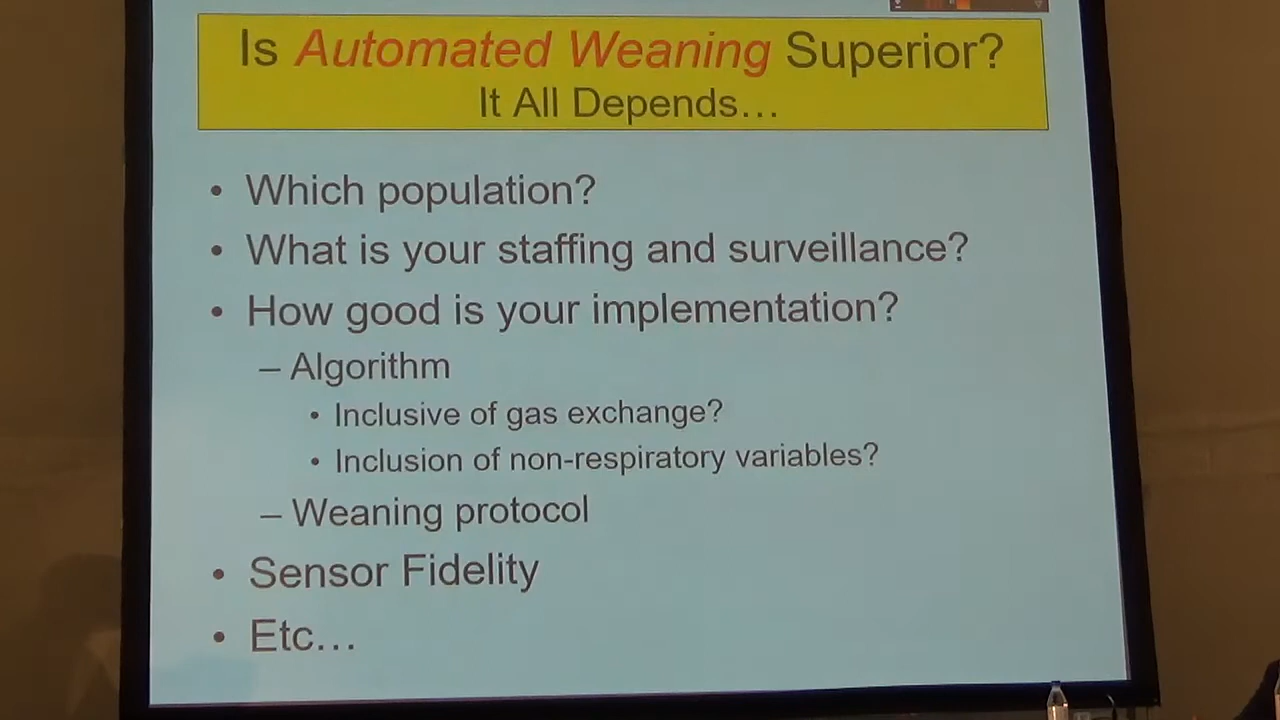 Is Automated Weaning Superior?
It All Depends…
• Which population?
• What is your staffing and surveillance?
• How good is your implementation?
– Algorithm
• Inclusive of gas exchange?
• Inclusion of non-respiratory variables?
– Weaning protocol
• Sensor Fidelity
• Etc…